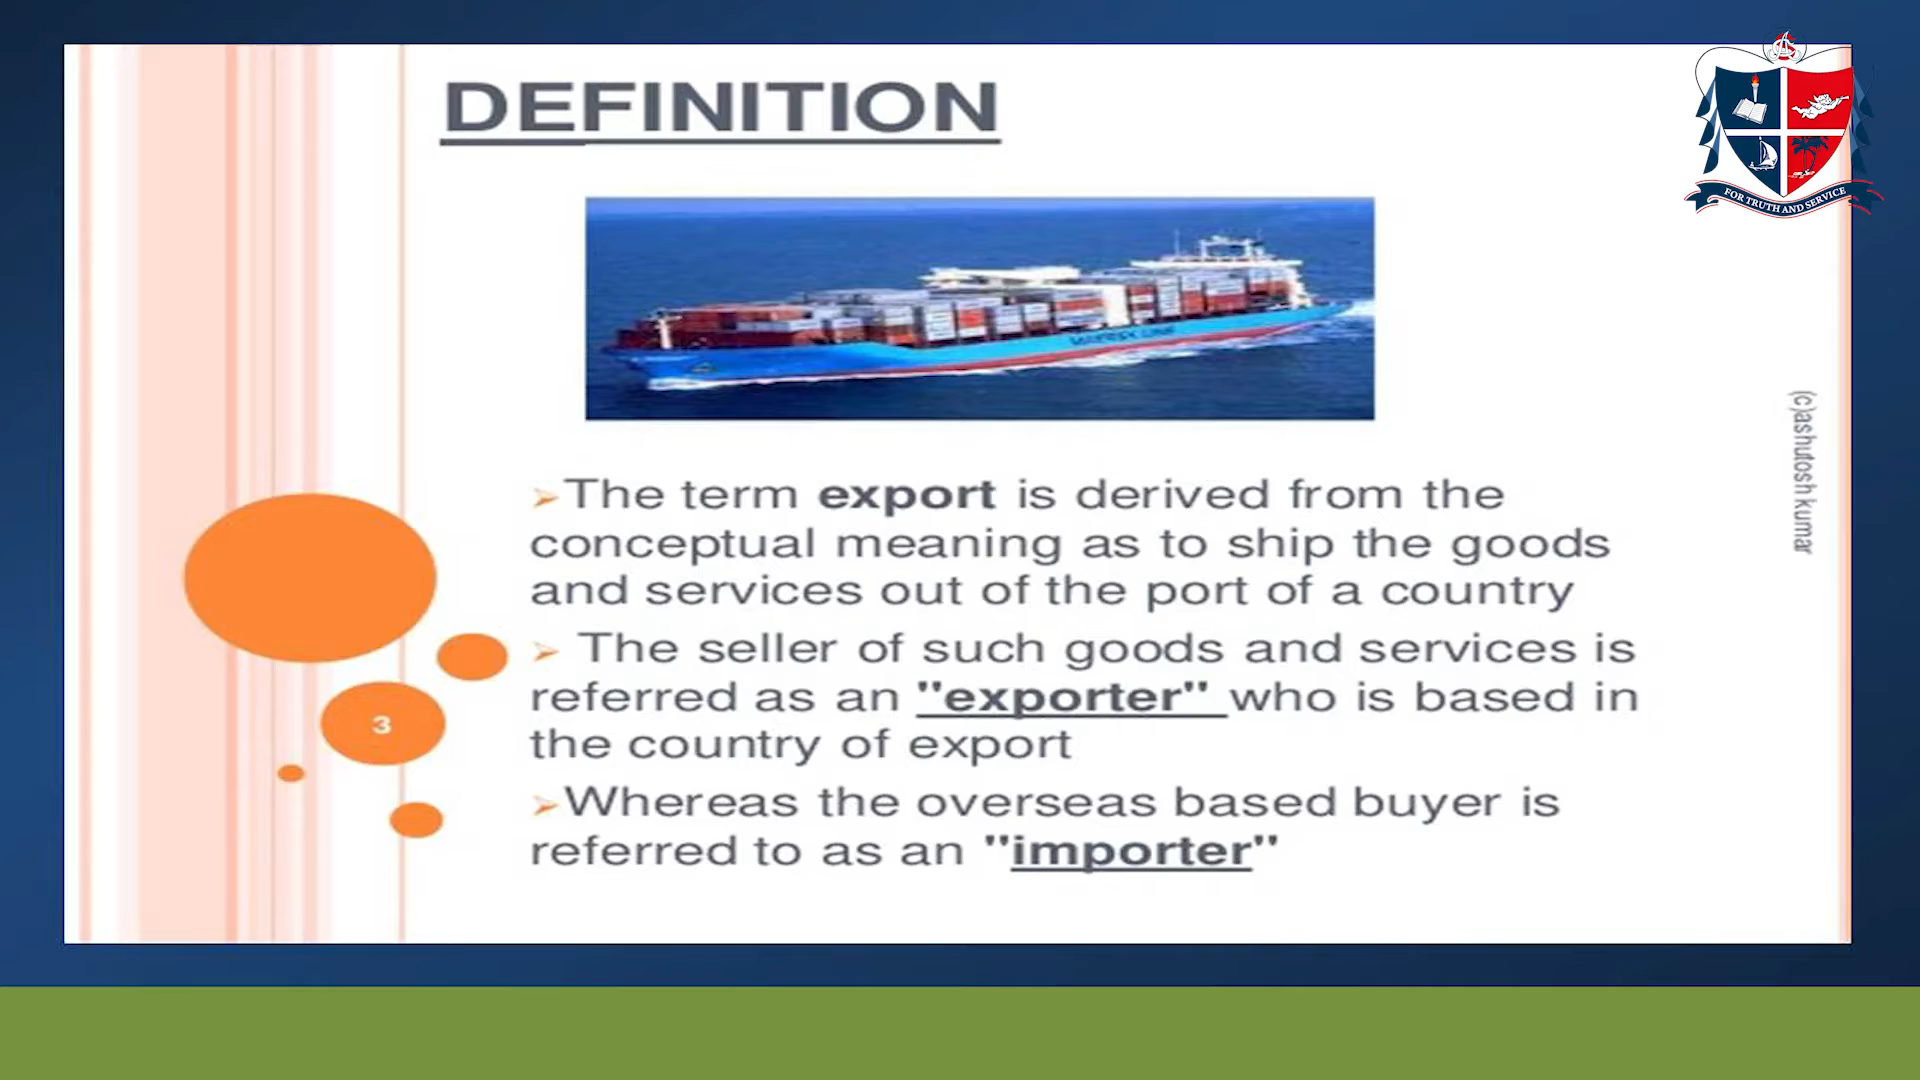 DEFINITION
FOR TRUTH AND SERVICE
MAERSK LINE
(c)ashutosh kumar
➢The term export is derived from the
conceptual meaning as to ship the goods
and services out of the port of a country
➢ The seller of such goods and services is
referred as an "exporter" who is based in
the country of export
➢Whereas the overseas based buyer is
referred to as an "importer"
3